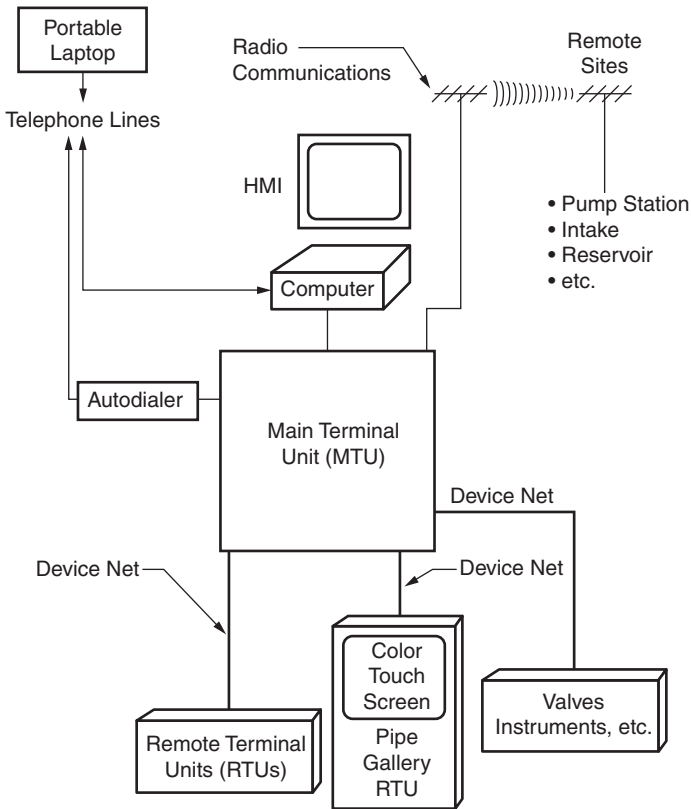 Portable
Laptop
Telephone Lines
Radio
Communications
Remote
Sites
HMI
• Pump Station
• Intake
• Reservoir
• etc.
Computer
Autodialer
Main Terminal
Unit (MTU)
Device Net
Device Net
Device Net
Color
Touch
Screen
Pipe
Gallery
RTU
Remote Terminal
Units (RTUs)
Valves
Instruments, etc.